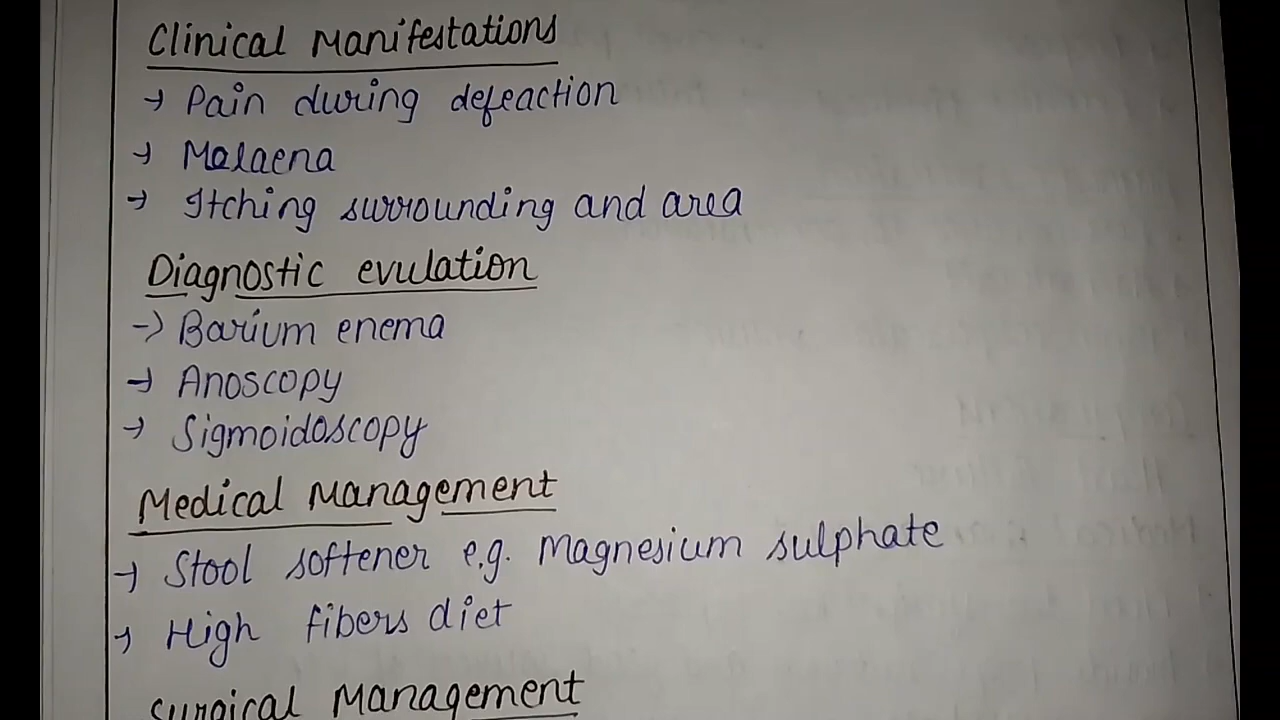 Clinical Manifestations
→ Pain during defeaction
→ Malaena
→ Itching surrounding and area
Diagnostic evulation
→ Barium enema
→ Anoscopy
→ Sigmoidoscopy
Medical Management
→ Stool softener e.g. Magnesium sulphate
→ High fibers diet
Surgical Management